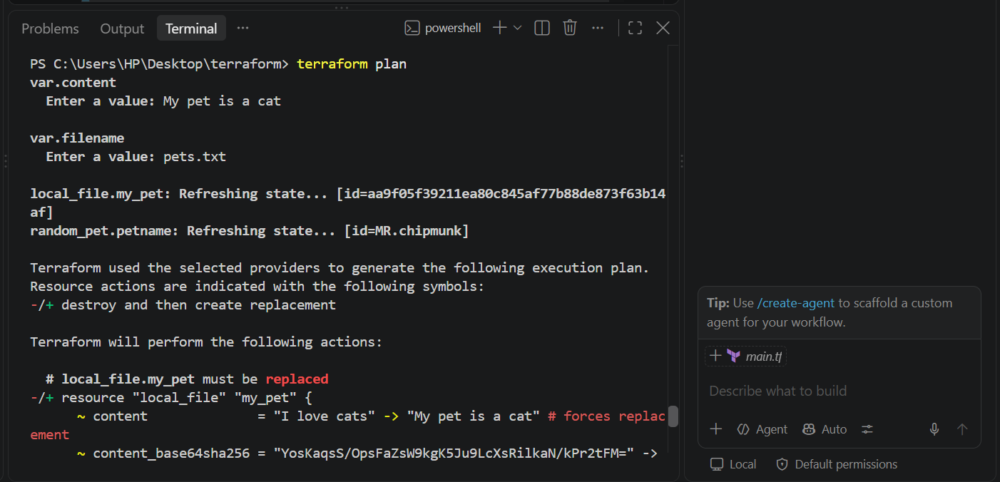 Problems Output Terminal ··· powershell
PS C:\Users\HP\Desktop\terraform> terraform plan
var.content
Enter a value: My pet is a cat
var.filename
Enter a value: pets.txt
local_file.my_pet: Refreshing state... [id=aa9f05f39211ea80c845af77b88de873f63b14
af]
random_pet.petname: Refreshing state... [id=MR.chipmunk]
Terraform used the selected providers to generate the following execution plan.
Resource actions are indicated with the following symbols:
-/+ destroy and then create replacement
Terraform will perform the following actions:
# local_file.my_pet must be replaced
-/+ resource "local_file" "my_pet" {
~ content = "I love cats" -> "My pet is a cat" # forces replac
ement
~ content_base64sha256 = "YosKaqsS/OpsFaZsW9kgK5Ju9LcXsRilkaN/kPr2tFM=" ->
Tip: Use /create-agent to scaffold a custom
agent for your workflow.
main.tf
Describe what to build
Agent Auto
Local Default permissions